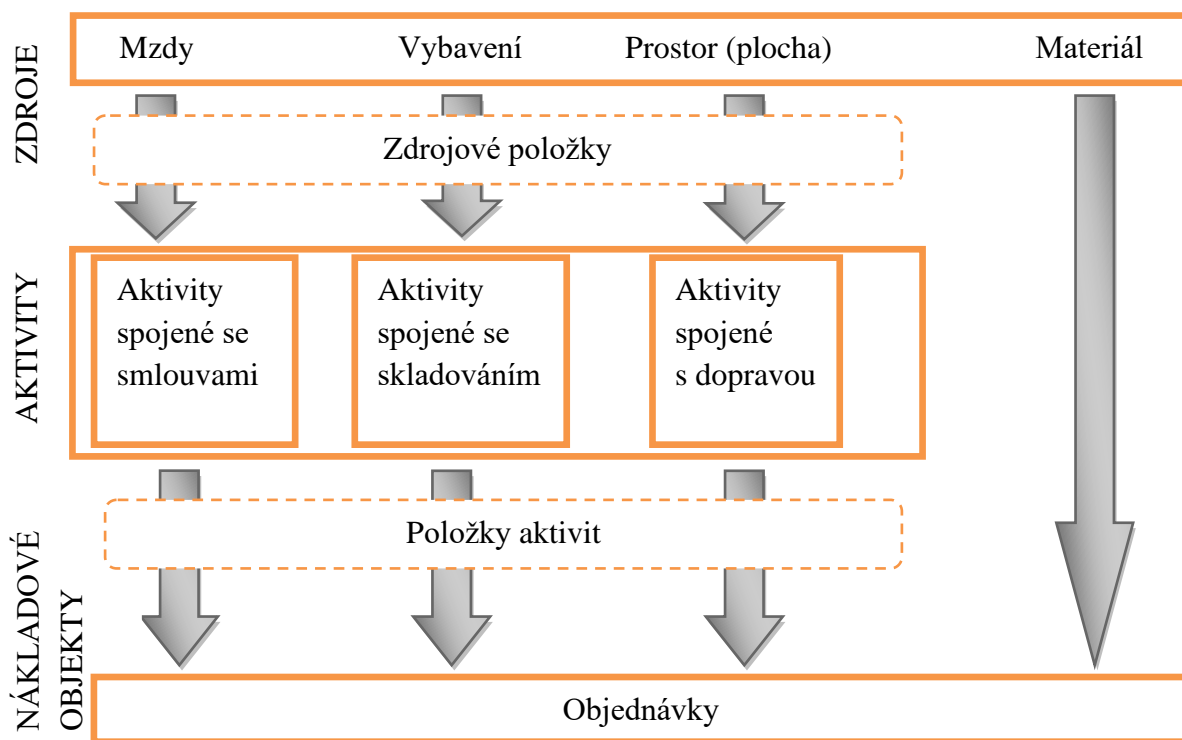 ZDROJE
Mzdy
Vybavení
Prostor (plocha)
Materiál
Zdrojové položky
AKTIVITY
Aktivity
spojené se
smlouvami
Aktivity
spojené se
skladováním
Aktivity
spojené
s dopravou
NÁKLADOVÉ
OBJEKTY
Položky aktivit
Objednávky